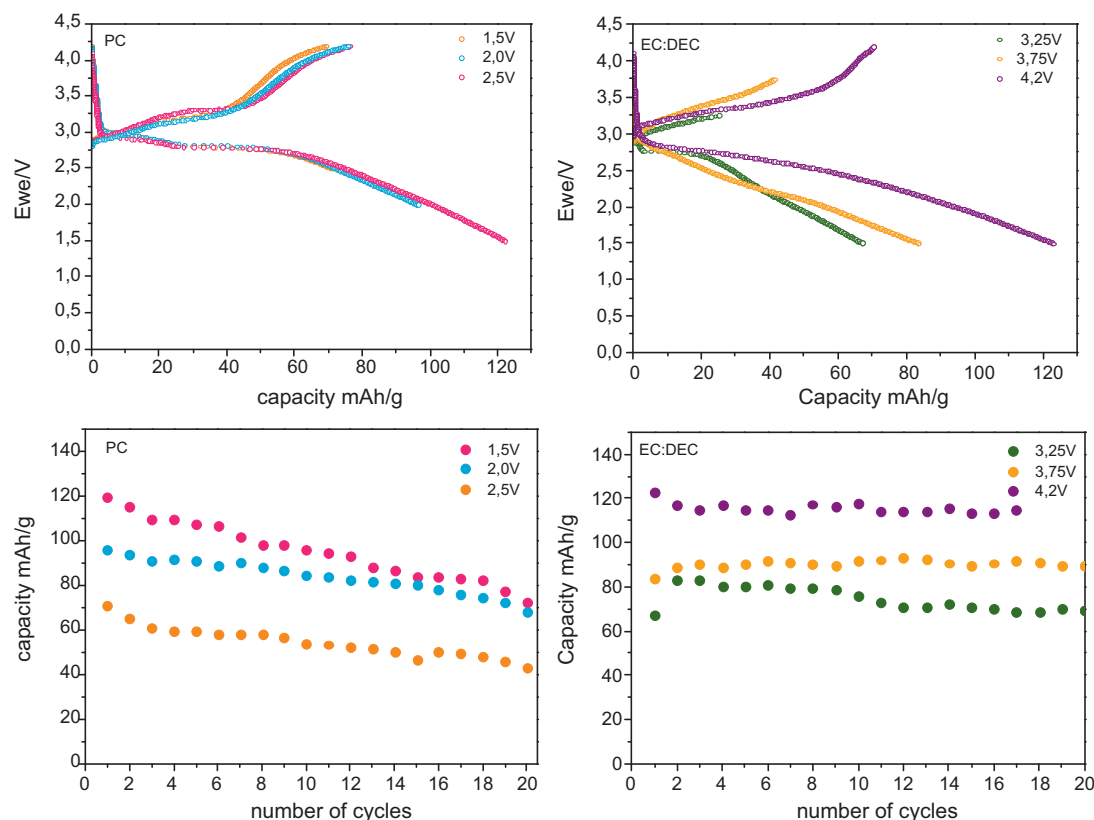 PC
1,5V
2,0V
2,5V
4,5
4,0
3,5
3,0
2,5
2,0
1,5
1,0
0,5
0,0
Ewe/V
0 20 40 60 80 100 120
capacity mAh/g
EC:DEC
3,25V
3,75V
4,2V
4,5
4,0
3,5
3,0
2,5
2,0
1,5
1,0
0,5
0,0
Ewe/V
0 20 40 60 80 100 120
Capacity mAh/g
PC
1,5V
2,0V
2,5V
140
120
100
80
60
40
20
0
capacity mAh/g
0 2 4 6 8 10 12 14 16 18 20
number of cycles
EC:DEC
3,25V
3,75V
4,2V
140
120
100
80
60
40
20
0
Capacity mAh/g
0 2 4 6 8 10 12 14 16 18 20
number of cycles